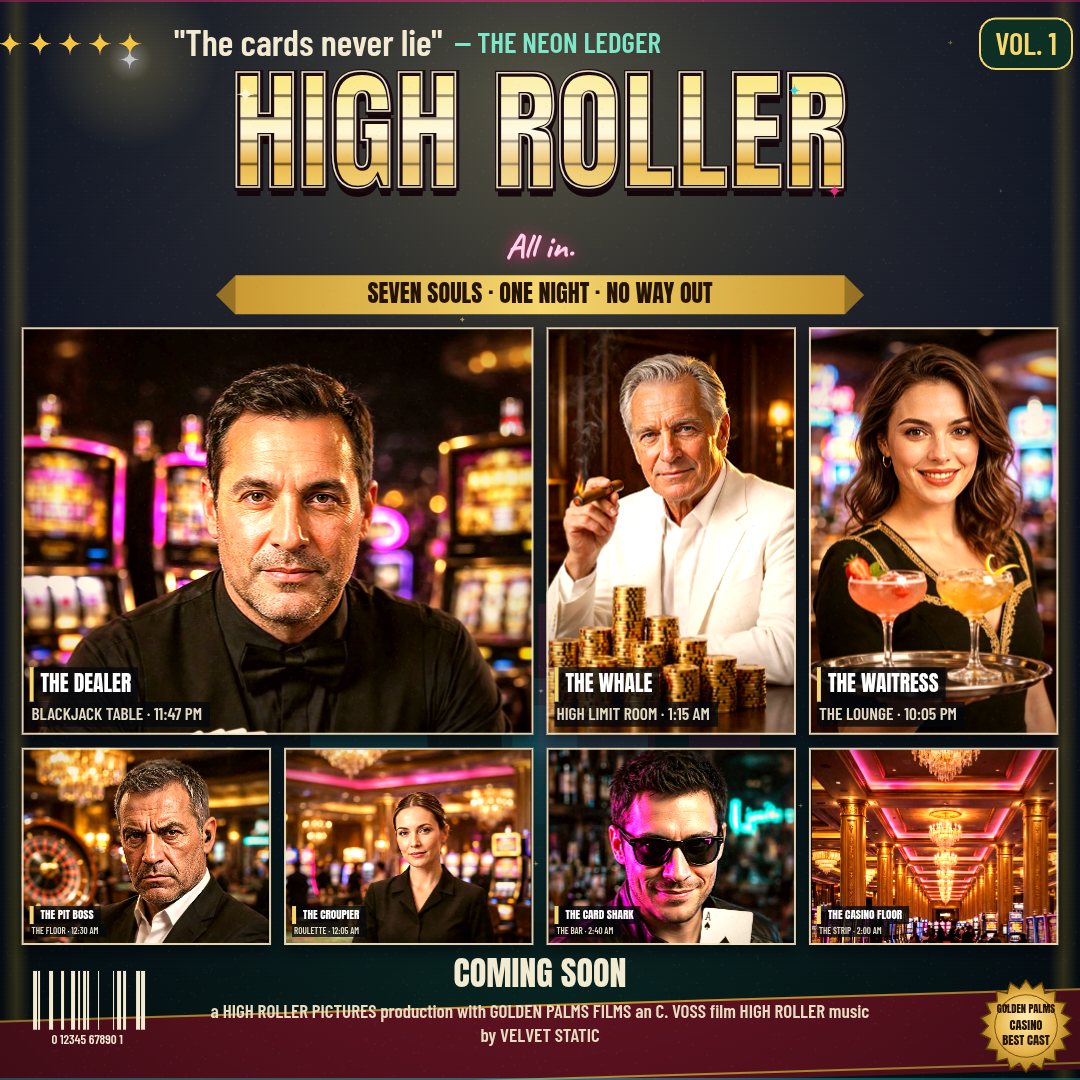 "The cards never lie" — THE NEON LEDGER
VOL. 1
HIGH ROLLER
All in.
SEVEN SOULS · ONE NIGHT · NO WAY OUT
THE DEALER
BLACKJACK TABLE · 11:47 PM
THE WHALE
HIGH LIMIT ROOM · 1:15 AM
THE WAITRESS
THE LOUNGE · 10:05 PM
THE PIT BOSS
THE FLOOR · 12:30 AM
THE CROUPIER
ROULETTE · 12:05 AM
THE CARD SHARK
THE BAR · 2:40 AM
A
THE CASINO FLOOR
THE STRIP · 2:00 AM
COMING SOON
a HIGH ROLLER PICTURES production with GOLDEN PALMS FILMS an C. VOSS film HIGH ROLLER music
by VELVET STATIC
0 12345 67890 1
GOLDEN PALMS
CASINO
BEST CAST